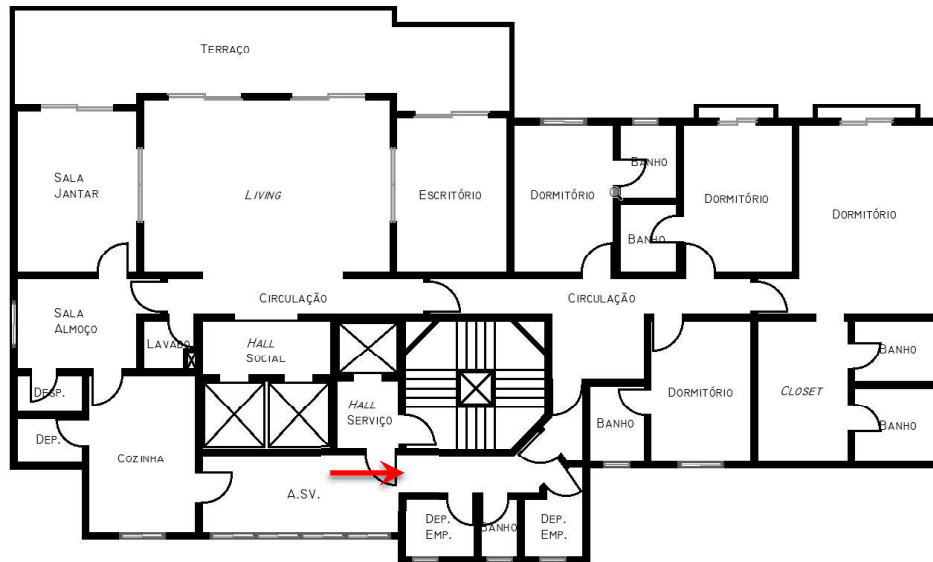 TERRAÇO
SALA
JANTAR
LIVING
ESCRITÓRIO
DORMITÓRIO
BANHO
BANHO
DORMITÓRIO
DORMITÓRIO
SALA
ALMOÇO
CIRCULAÇÃO
CIRCULAÇÃO
LAVABO
HALL
SOCIAL
DESP.
DEP.
COZINHA
HALL
SERVIÇO
BANHO
DORMITÓRIO
CLOSET
BANHO
BANHO
A.SV.
DEP.
EMP.
BANHO
DEP.
EMP.